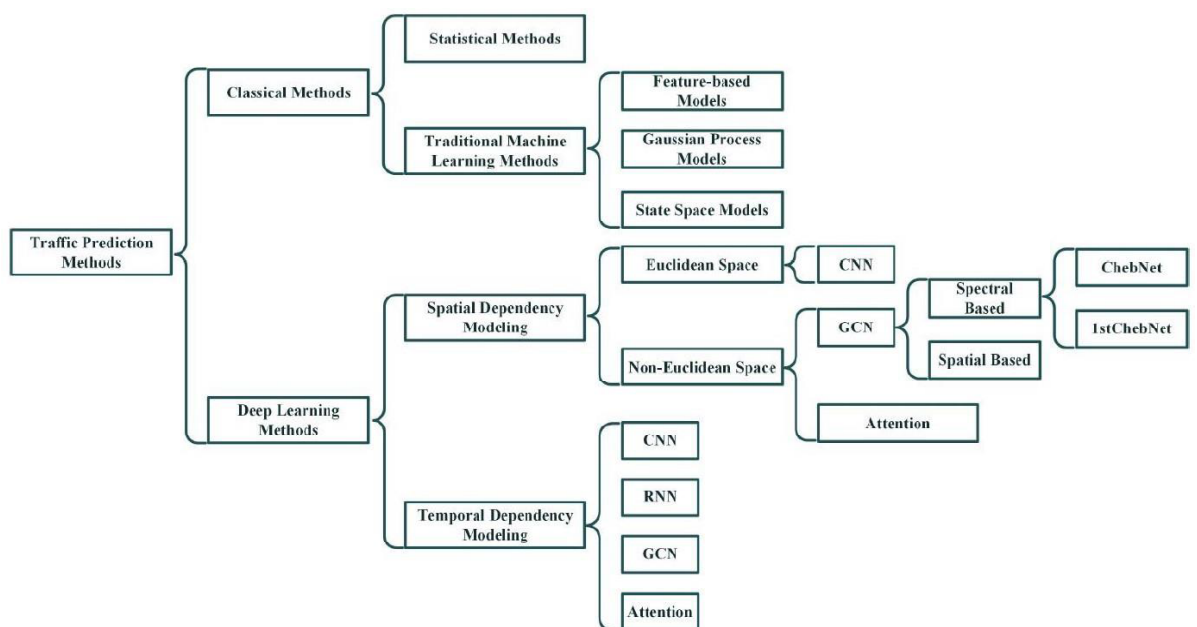 Statistical Methods
Classical Methods
Feature-based
Models
Traditional Machine
Learning Methods
Gaussian Process
Models
State Space Models
Traffic Prediction
Methods
Euclidean Space
CNN
ChebNet
Spectral
Based
Spatial Dependency
Modeling
GCN
1stChebNet
Non-Euclidean Space
Spatial Based
Deep Learning
Methods
Attention
CNN
RNN
Temporal Dependency
Modeling
GCN
Attention